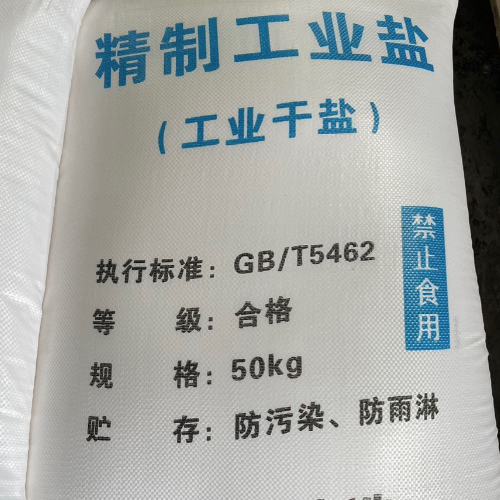 精制工业盐
(工业干盐)
禁止食用
执行标准：GB/T5462
等级：合格
规格：50kg
贮存：防污染、防雨淋